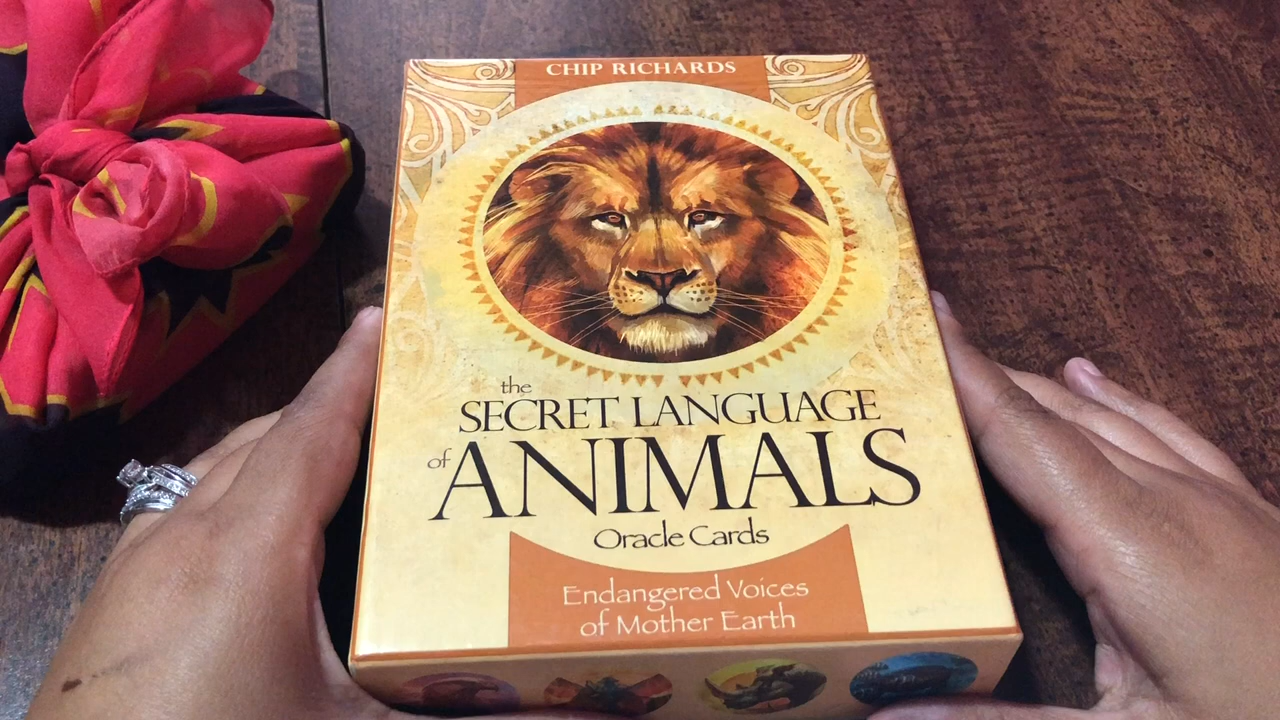 CHIP RICHARDS
the
SECRET LANGUAGE
of ANIMALS
Oracle Cards
Endangered Voices
of Mother Earth